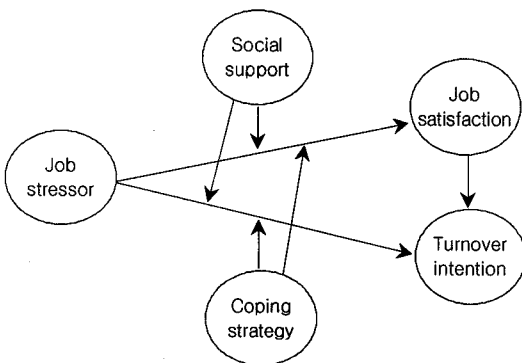 Social
support
Job
satisfaction
Job
stressor
Turnover
intention
Coping
strategy